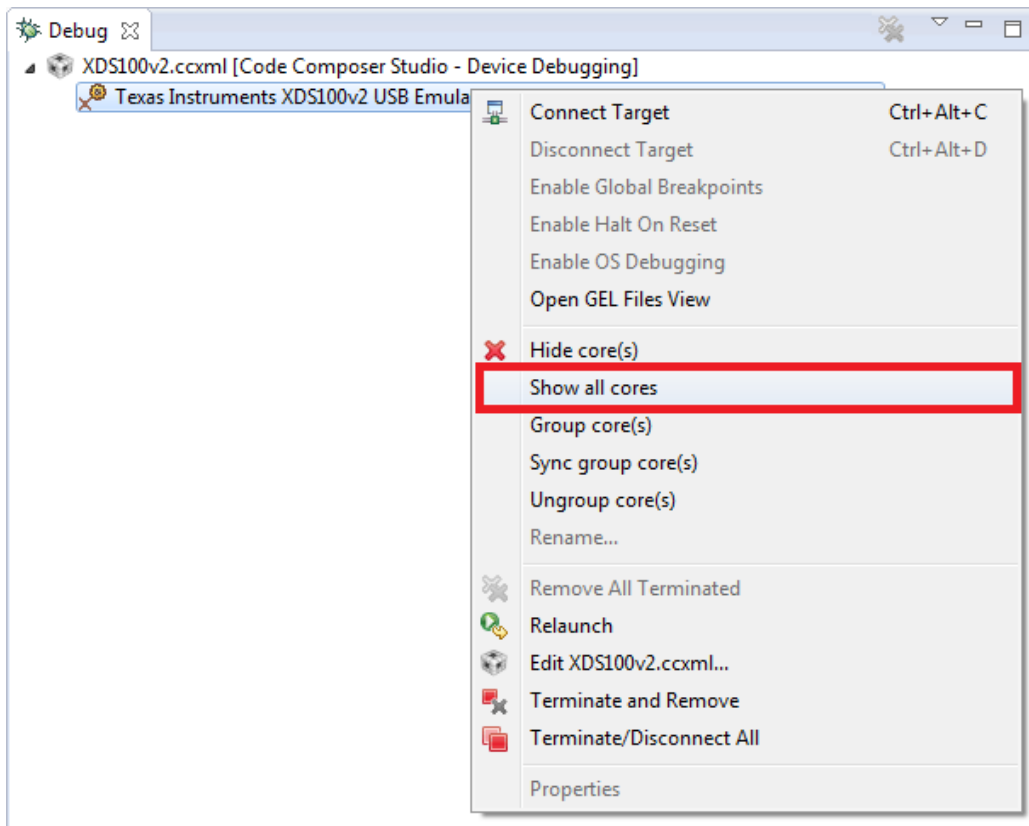 Debug
XDS100v2.ccxml [Code Composer Studio - Device Debugging]
Texas Instruments XDS100v2 USB Emula
Connect Target Ctrl+Alt+C
Disconnect Target Ctrl+Alt+D
Enable Global Breakpoints
Enable Halt On Reset
Enable OS Debugging
Open GEL Files View
Hide core(s)
Show all cores
Group core(s)
Sync group core(s)
Ungroup core(s)
Rename...
Remove All Terminated
Relaunch
Edit XDS100v2.ccxml...
Terminate and Remove
Terminate/Disconnect All
Properties